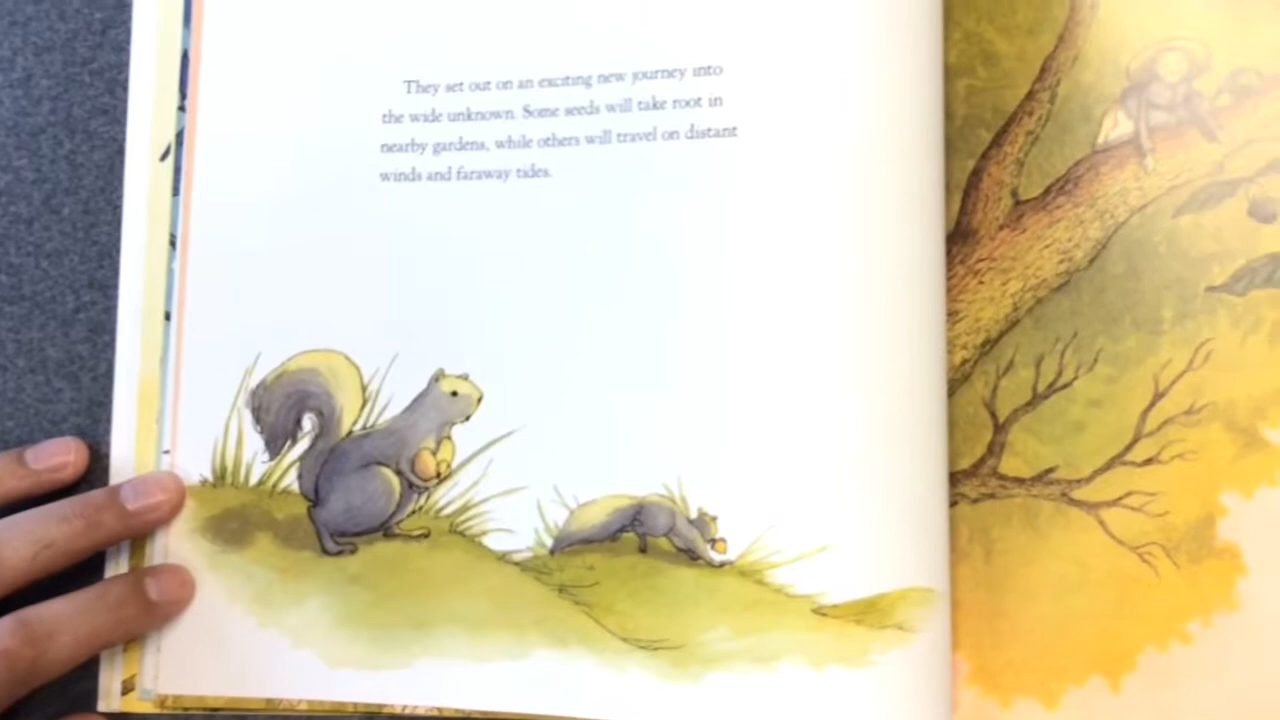 They set out on an exciting new journey into
the wide unknown. Some seeds will take root in
nearby gardens, while others will travel on distant
winds and faraway tides.